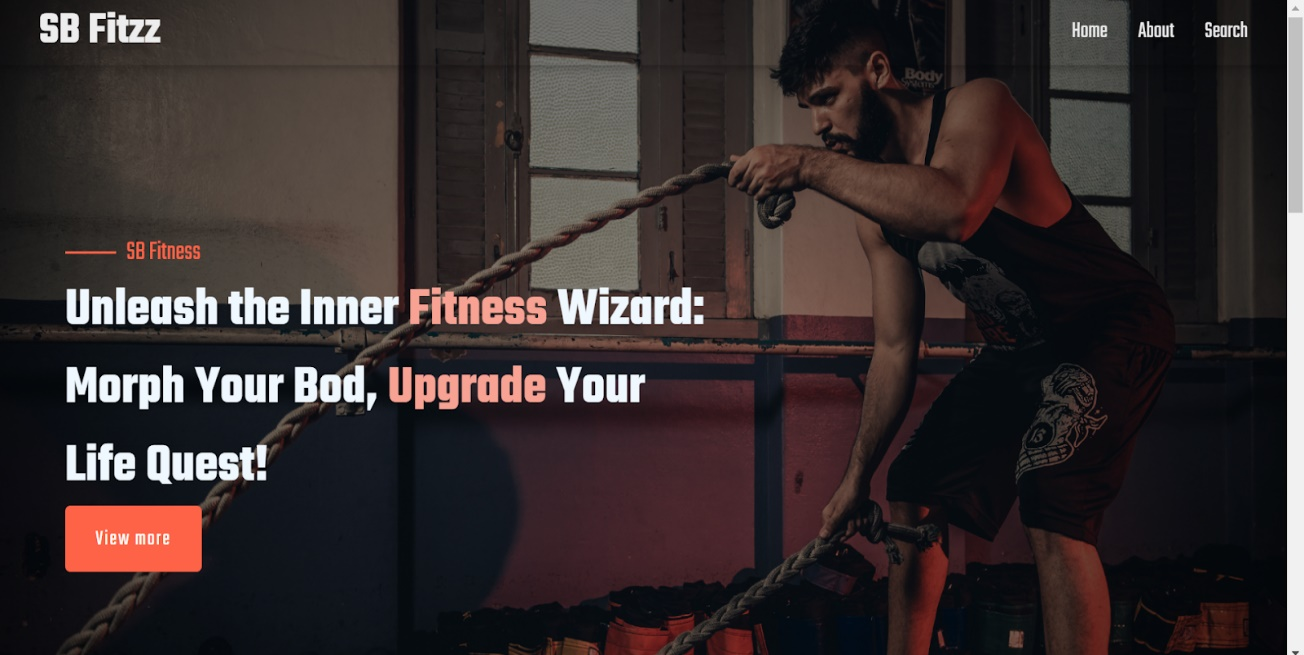 SB Fitzz
Home About Search
Body
SB Fitness
Unleash the Inner Fitness Wizard:
Morph Your Bod, Upgrade Your
Life Quest!
View more